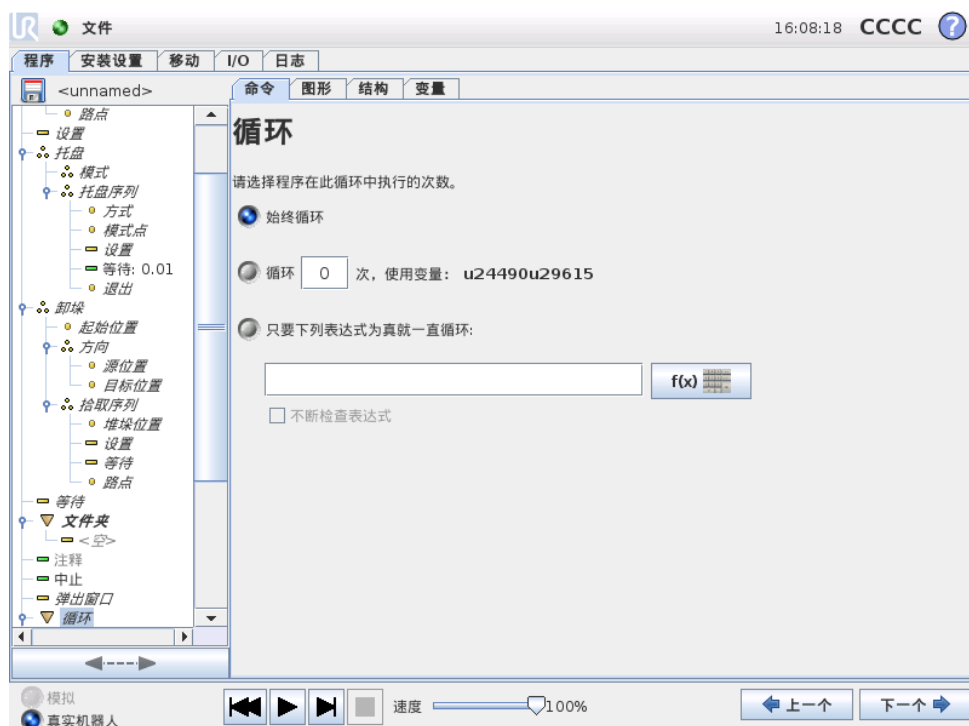 UR 文件 16:08:18 CCCC ?
程序 安装设置 移动 I/O 日志
<unnamed>
命令 图形 结构 变量
路点
设置
托盘
模式
托盘序列
方式
模式点
设置
等待: 0.01
退出
卸垛
起始位置
方向
源位置
目标位置
拾取序列
堆垛位置
设置
等待
路点
等待
文件夹
<空>
注释
中止
弹出窗口
循环
循环
请选择程序在此循环中执行的次数。
始终循环
循环 0 次，使用变量： u24490u29615
只要下列表达式为真就一直循环:
f(x)
不断检查表达式
模拟
真实机器人
速度 100%
上一个 下一个